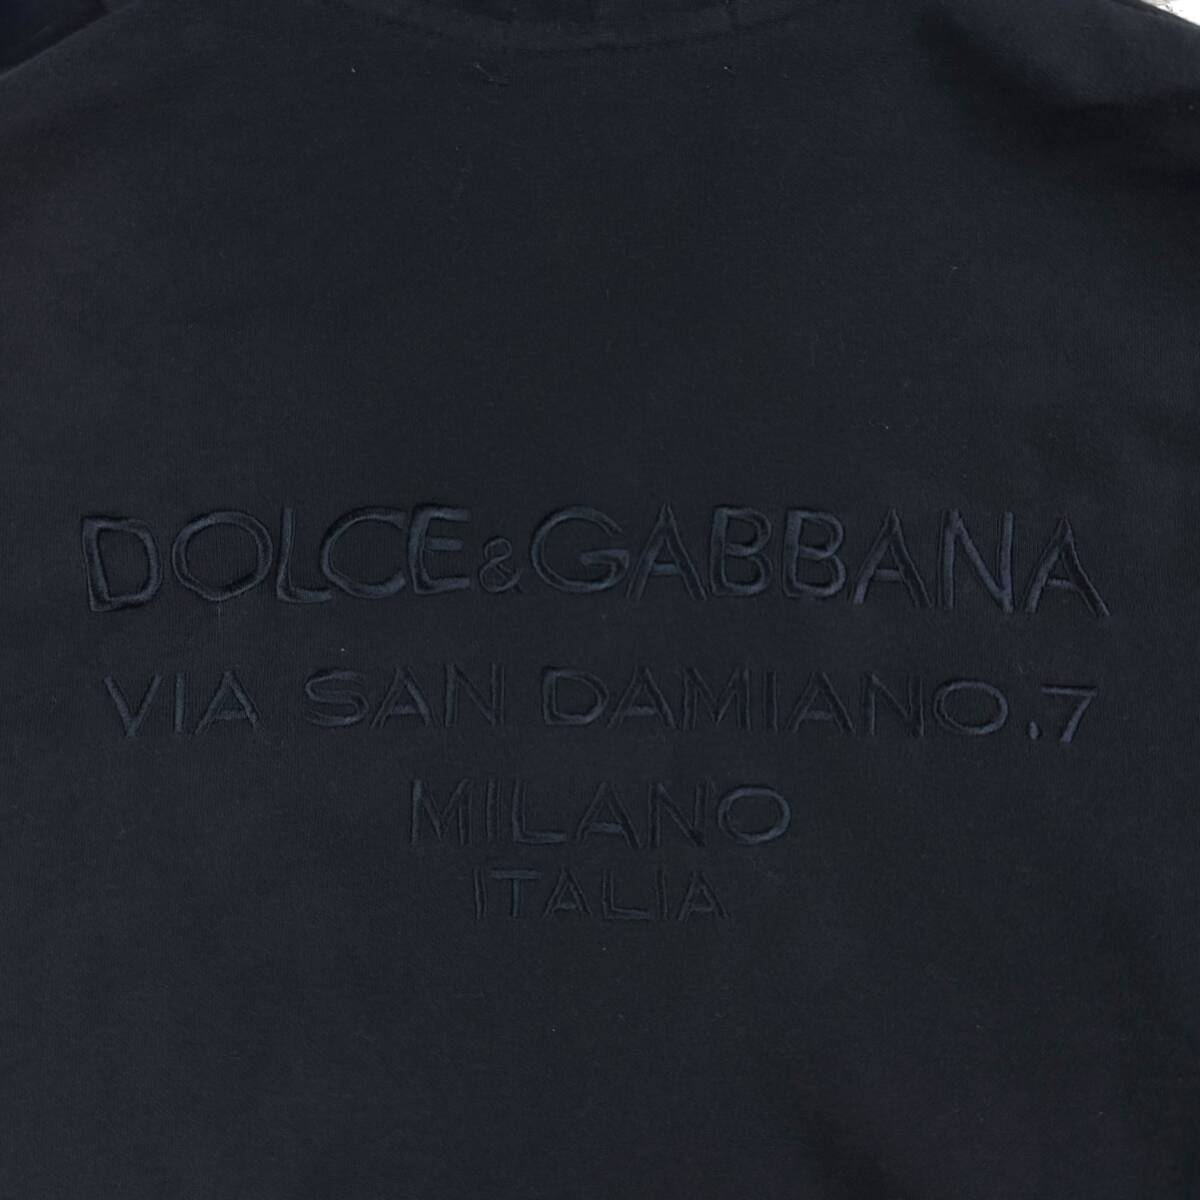 DOLCE&GABBANA
VIA SAN DAMIANO.7
MILANO
ITALIA